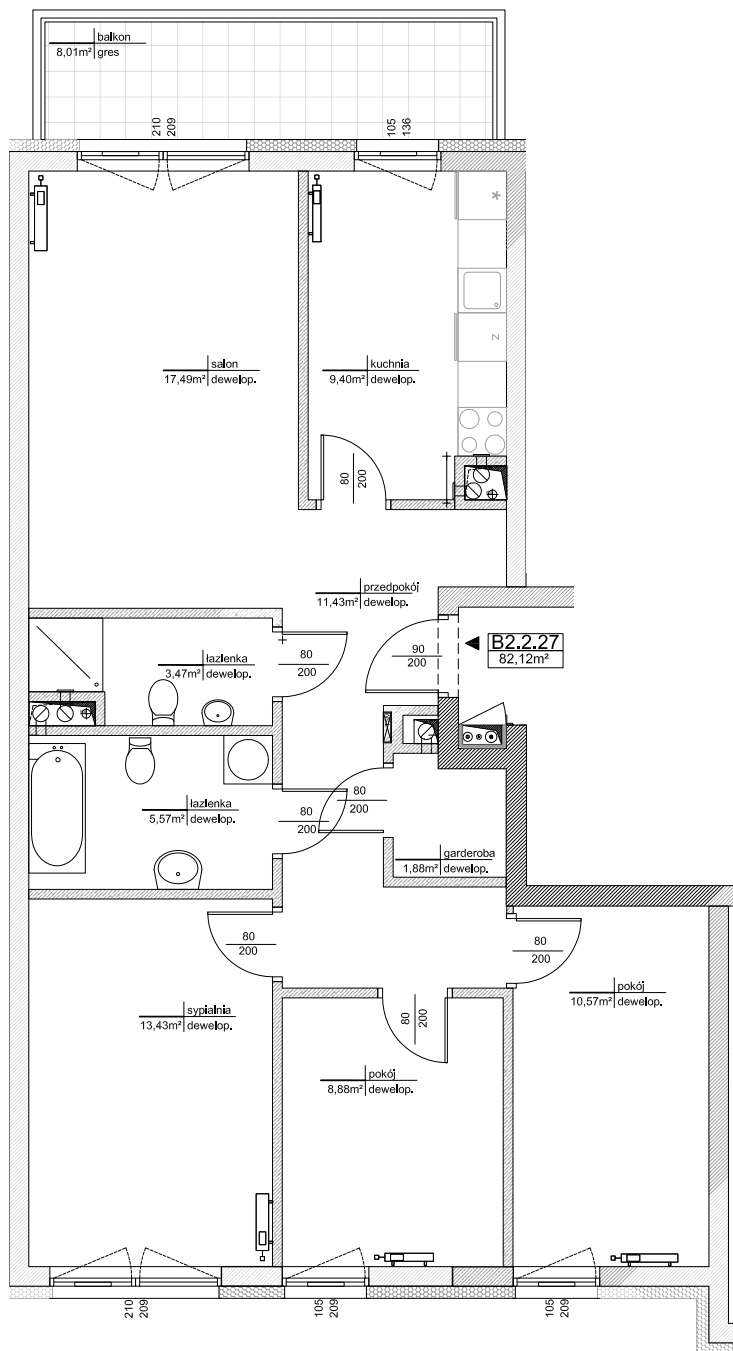 balkon
8,01m² gres
210
209
105
136
*
salon
17,49m² dewelop.
kuchnia
9,40m² dewelop.
z
80
200
przedpokój
11,43m² dewelop.
B2.2.27
82,12m²
90
200
łazienka
3,47m² dewelop.
80
200
łazienka
5,57m² dewelop.
80
200
80
200
garderoba
1,88m² dewelop.
80
200
80
200
pokój
10,57m² dewelop.
sypialnia
13,43m² dewelop.
80
200
pokój
8,88m² dewelop.
210
209
105
209
105
209